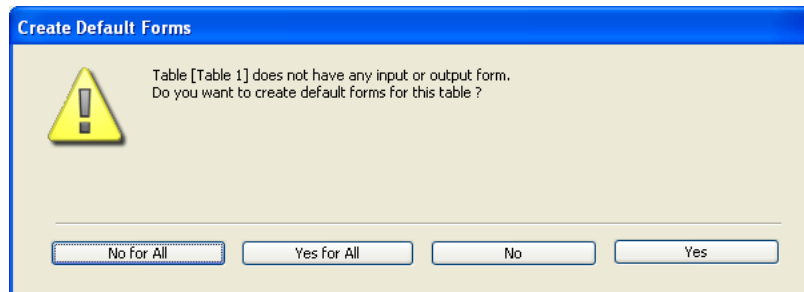 Create Default Forms
Table [Table 1] does not have any input or output form.
Do you want to create default forms for this table ?
No for All
Yes for All
No
Yes